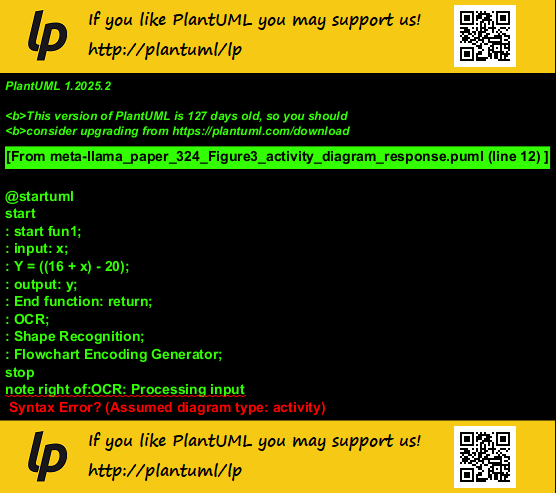 lp
If you like PlantUML you may support us!
http://plantuml/lp
PlantUML 1.2025.2
<b>This version of PlantUML is 127 days old, so you should
<b>consider upgrading from https://plantuml.com/download
[From meta-llama_paper_324_Figure3_activity_diagram_response.puml (line 12) ]
@startuml
start
: start fun1;
: input: x;
: Y = ((16 + x) - 20);
: output: y;
: End function: return;
: OCR;
: Shape Recognition;
: Flowchart Encoding Generator;
stop
note right of:OCR: Processing input
Syntax Error? (Assumed diagram type: activity)
lp
If you like PlantUML you may support us!
http://plantuml/lp